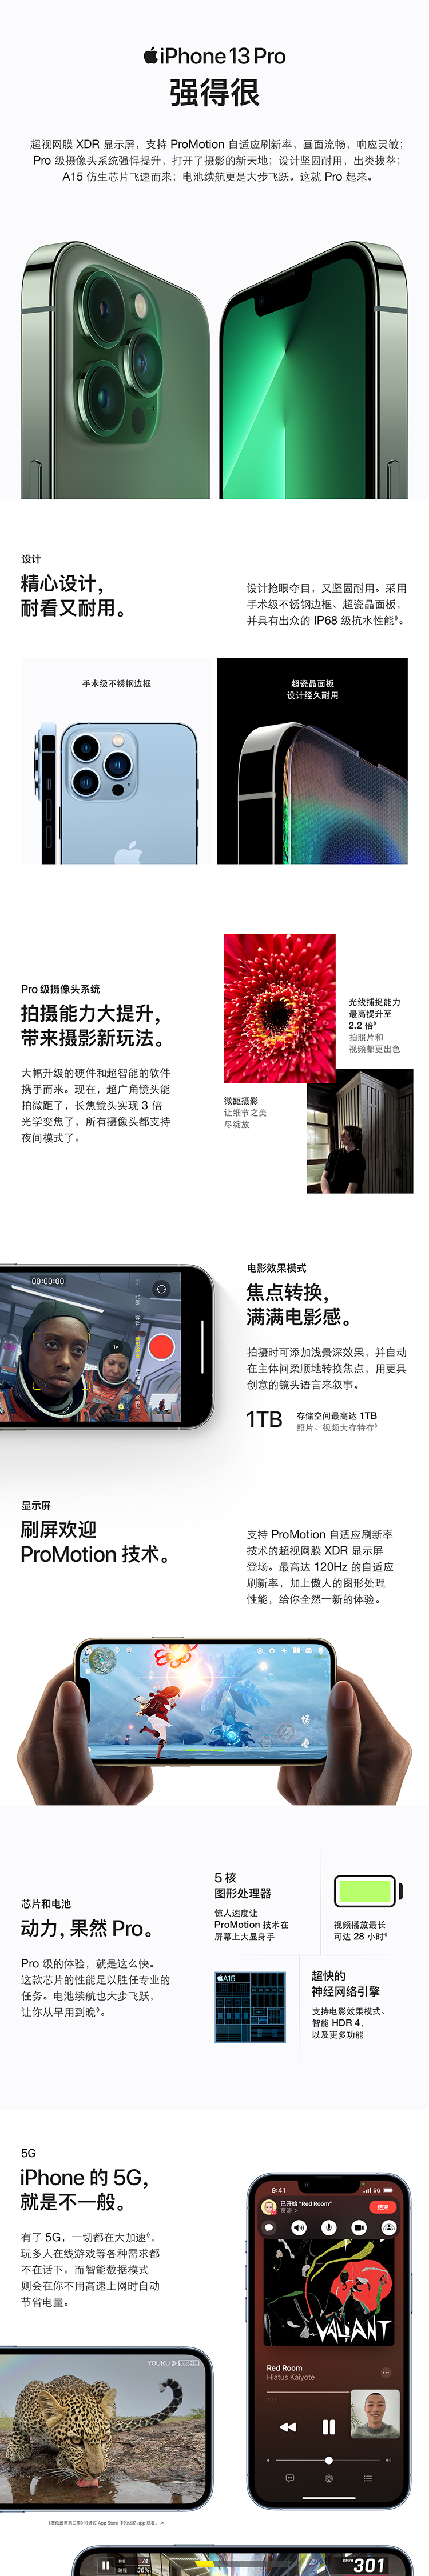 iPhone 13 Pro
强得很
超视网膜 XDR 显示屏，支持 ProMotion 自适应刷新率，画面流畅，响应灵敏；
Pro 级摄像头系统强悍提升，打开了摄影的新天地；设计坚固耐用，出类拔萃；
A15 仿生芯片飞速而来；电池续航更是大步飞跃。这就 Pro 起来。
设计
精心设计，
耐看又耐用。
设计抢眼夺目，又坚固耐用。采用
手术级不锈钢边框、超瓷晶面板，
并具有出众的 IP68 级抗水性能◊。
手术级不锈钢边框
超瓷晶面板
设计经久耐用
Pro 级摄像头系统
拍摄能力大提升，
带来摄影新玩法。
大幅升级的硬件和超智能的软件
携手而来。现在，超广角镜头能
拍微距了，长焦镜头实现 3 倍
光学变焦了，所有摄像头都支持
夜间模式了。
光线捕捉能力
最高提升至
2.2 倍◊
拍照片和
视频都更出色
微距摄影
让细节之美
尽绽放
00:00:00
1×
电影效果模式
焦点转换，
满满电影感。
拍摄时可添加浅景深效果，并自动
在主体间柔顺地转换焦点，用更具
创意的镜头语言来叙事。
1TB
存储空间最高达 1TB
照片、视频大存特存◊
显示屏
刷屏欢迎
ProMotion 技术。
支持 ProMotion 自适应刷新率
技术的超视网膜 XDR 显示屏
登场。最高达 120Hz 的自适应
刷新率，加上傲人的图形处理
性能，给你全然一新的体验。
芯片和电池
动力，果然 Pro。
Pro 级的体验，就是这么快。
这款芯片的性能足以胜任专业的
任务。电池续航也大步飞跃，
让你从早用到晚◊。
5 核
图形处理器
惊人速度让
ProMotion 技术在
屏幕上大显身手
视频播放最长
可达 28 小时◊
A15
超快的
神经网络引擎
支持电影效果模式、
智能 HDR 4，
以及更多功能
5G
iPhone 的 5G，
就是不一般。
有了 5G，一切都在大加速◊，
玩多人在线游戏等各种需求都
不在话下。而智能数据模式
则会在你不用高速上网时自动
节省电量。
9:41
5G
已开始 “Red Room”
贾涛 >
结束
VALIANT
Red Room
Hiatus Kaiyote
YOUKU
301